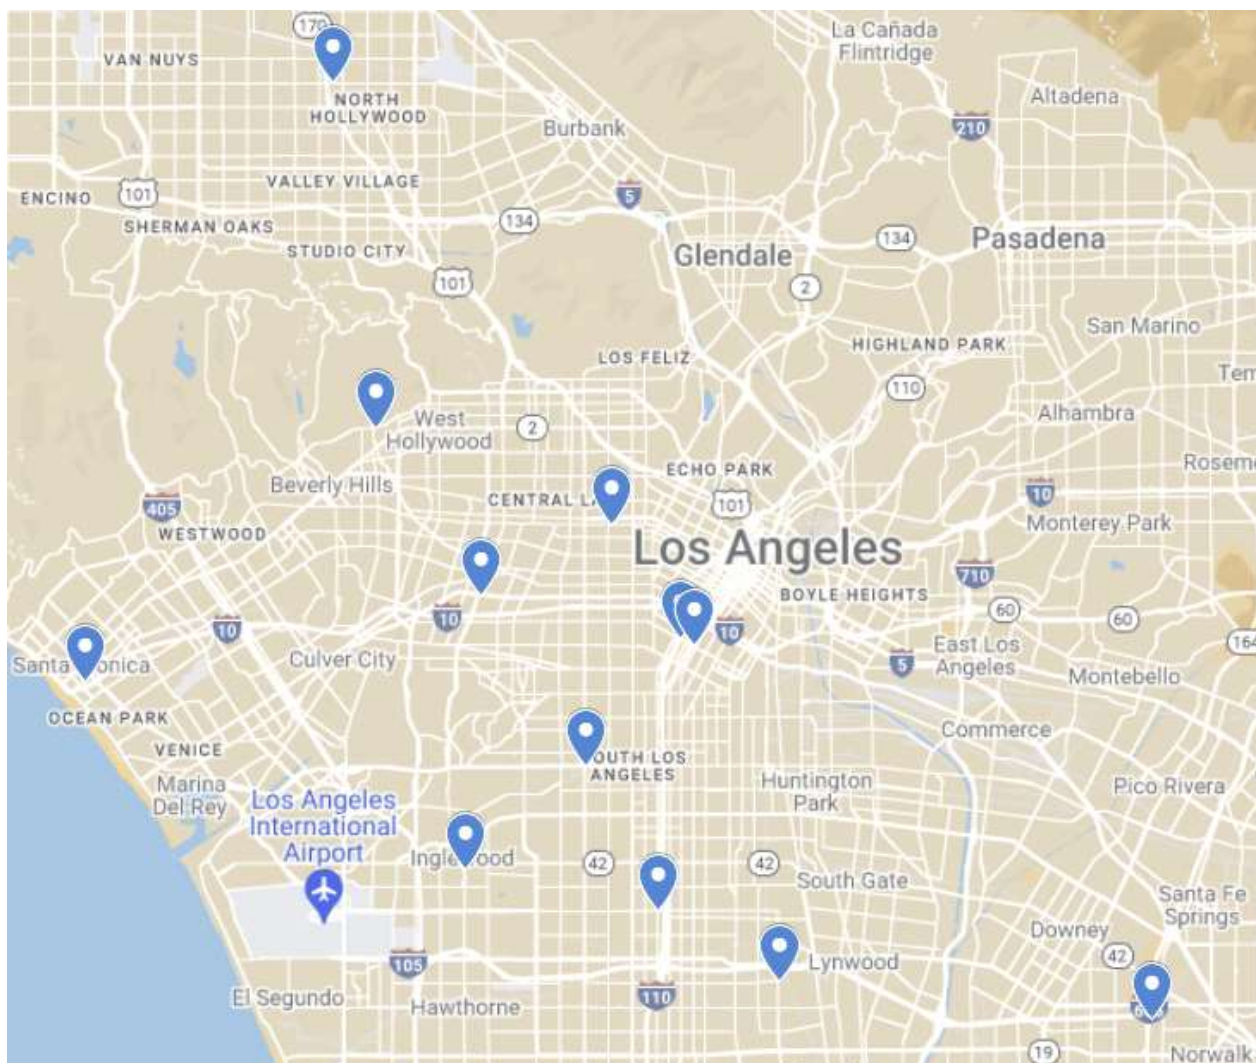 170
La Cañada
Flintridge
VAN NUYS
NORTH
HOLLYWOOD
Altadena
Burbank
210
VALLEY VILLAGE
ENCINO
101
5
SHERMAN OAKS
134
STUDIO CITY
Glendale
134
Pasadena
101
2
San Marino
LOS FELIZ
HIGHLAND PARK
110
West
Hollywood
2
Alhambra
Beverly Hills
ECHO PARK
405
CENTRAL
101
10
Monterey Park
WESTWOOD
Los Angeles
710
BOYLE HEIGHTS
60
60
10
10
10
164
Santa Monica
Culver City
East Los
Angeles
5
Montebello
OCEAN PARK
VENICE
Commerce
SOUTH LOS
ANGELES
Marina
Del Rey
Huntington
Park
Pico Rivera
Los Angeles
International
Airport
Inglewood
42
42
South Gate
Santa Fe
Springs
Downey
42
105
Lynwood
El Segundo
Hawthorne
110
19
Norwalk